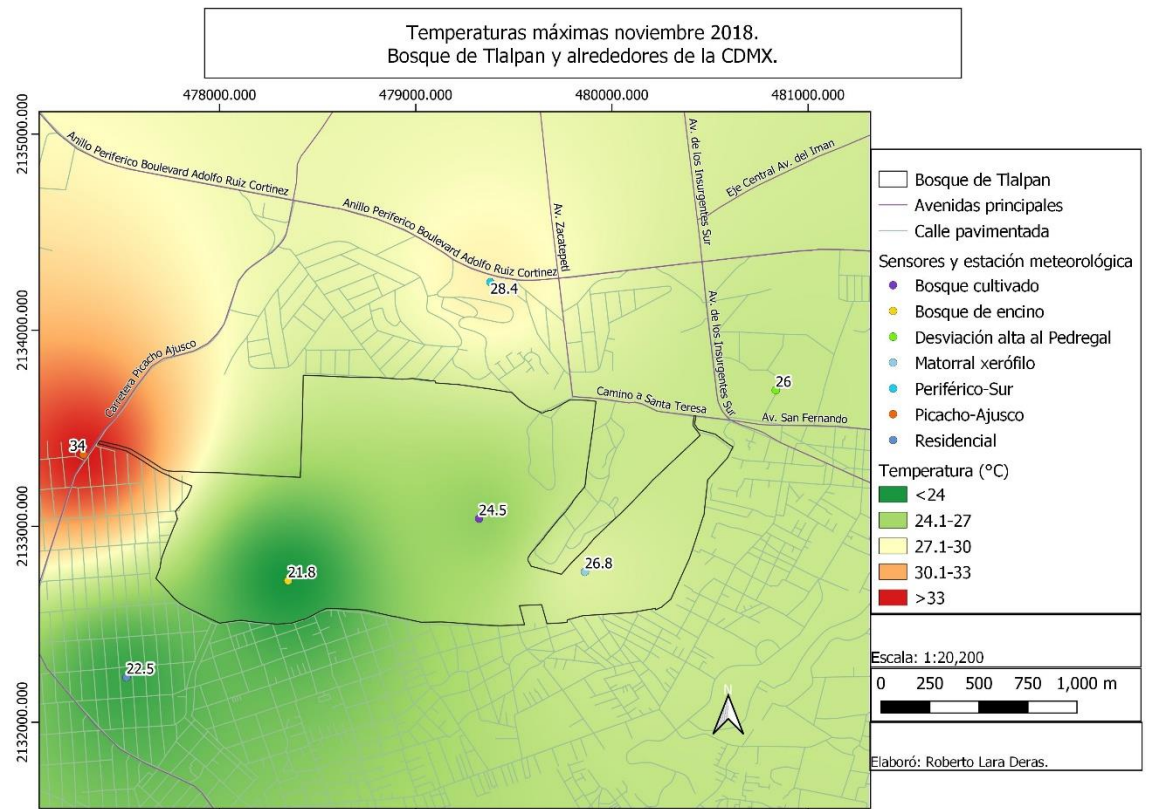 Temperaturas máximas noviembre 2018.
Bosque de Tlalpan y alrededores de la CDMX.
478000.000
479000.000
480000.000
481000.000
2135000.000
2134000.000
2133000.000
2132000.000
Anillo Periferico Boulevard Adolfo Ruiz Cortinez
Anillo Periferico Boulevard Adolfo Ruiz Cortinez
Av. Zacatepetl
Av. de los Insurgentes Sur
Eje Central Av. del Iman
Av. de los Insurgentes Sur
Carretera Picacho Ajusco
Camino a Santa Teresa
Av. San Fernando
28.4
26
34
24.5
21.8
26.8
22.5
N
Bosque de Tlalpan
Avenidas principales
Calle pavimentada
Sensores y estación meteorológica
Bosque cultivado
Bosque de encino
Desviación alta al Pedregal
Matorral xerófilo
Periférico-Sur
Picacho-Ajusco
Residencial
Temperatura (°C)
<24
24.1-27
27.1-30
30.1-33
>33
Escala: 1:20,200
0 250 500 750 1,000 m
Elaboró: Roberto Lara Deras.